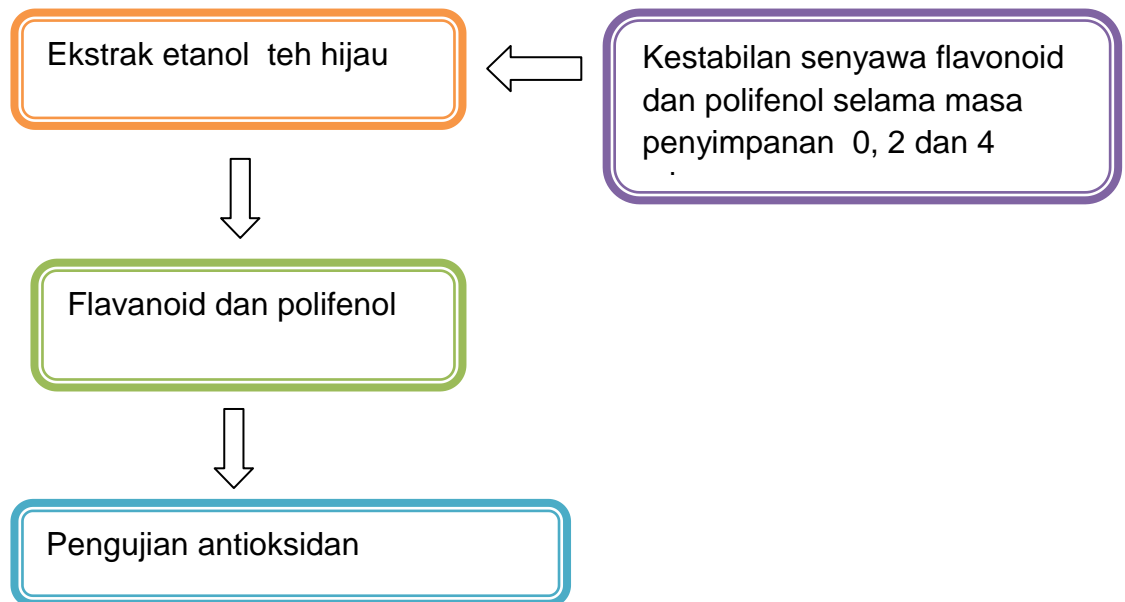 Ekstrak etanol teh hijau
Kestabilan senyawa flavonoid
dan polifenol selama masa
penyimpanan 0, 2 dan 4
Flavanoid dan polifenol
Pengujian antioksidan